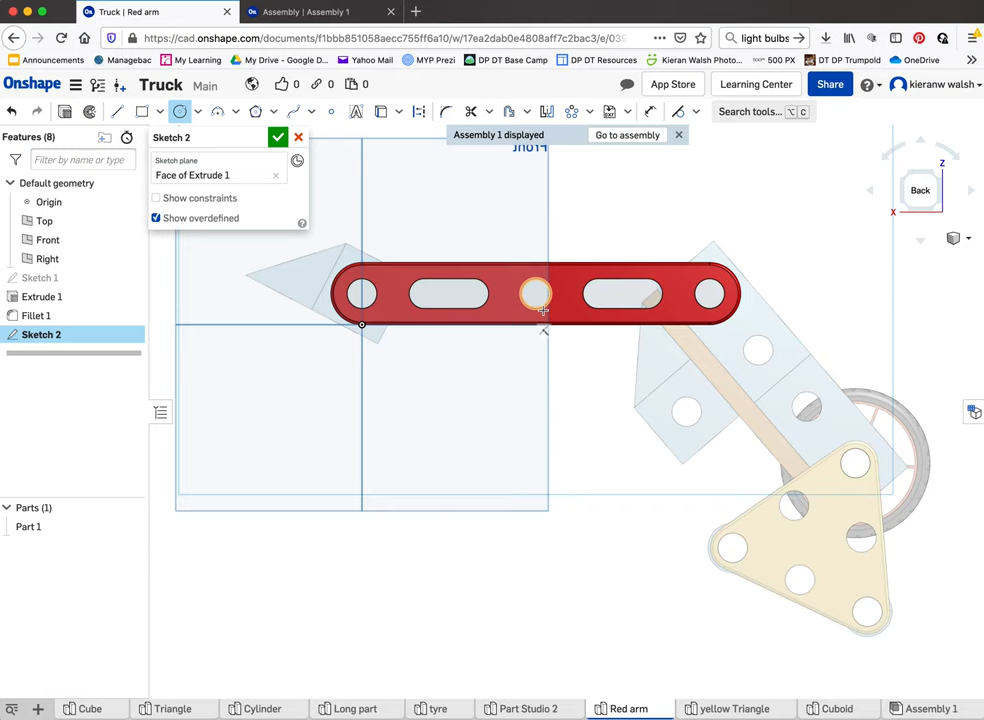 Truck | Red arm
Assembly | Assembly 1
https://cad.onshape.com/documents/f1bbb851058aecc755ff6a10/w/17ea2dab0e4808aff7c2bac3/e/039
light bulbs
Announcements
Managebac
My Learning
My Drive - Google D…
Yahoo Mail
MYP Prezi
DP DT Base Camp
DP DT Resources
Kieran Walsh Photo…
500 PX
DT DP Trumpold
OneDrive
Onshape
Truck
Main
0
0
0
App Store
Learning Center
Share
kieranw walsh
Search tools...
C
Features (8)
Filter by name or type
Default geometry
Origin
Top
Front
Right
Sketch 1
Extrude 1
Fillet 1
Sketch 2
Parts (1)
Part 1
Sketch 2
Sketch plane
Face of Extrude 1
Show constraints
Show overdefined
Assembly 1 displayed
Go to assembly
Front
Z
Back
X
Cube
Triangle
Cylinder
Long part
tyre
Part Studio 2
Red arm
yellow Triangle
Cuboid
Assembly 1